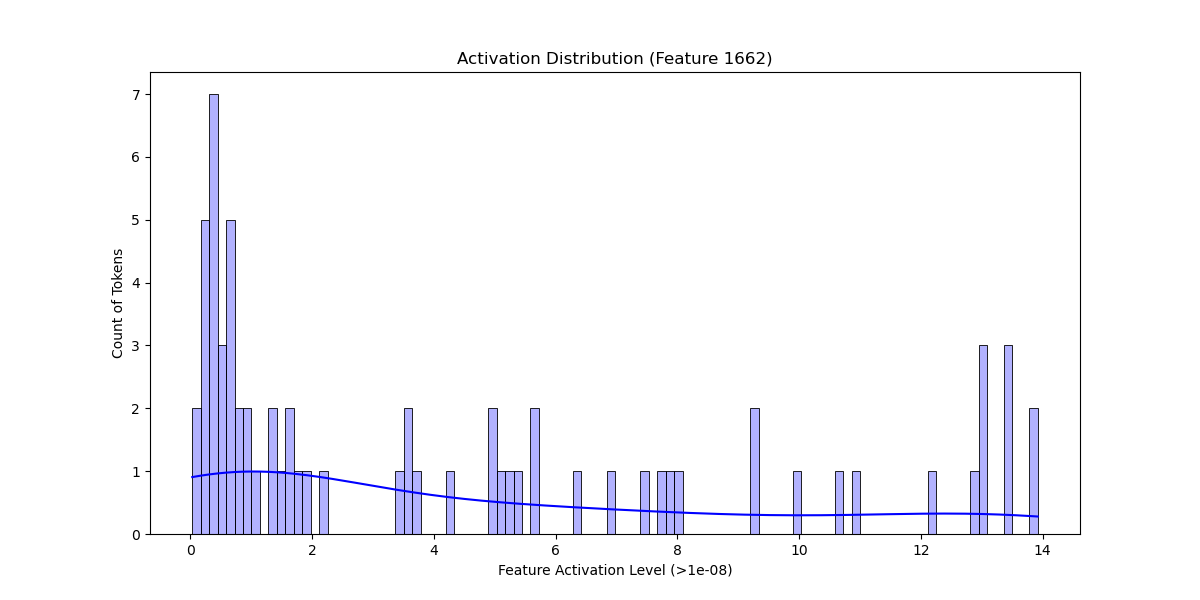 Activation Distribution (Feature 1662)
Count of Tokens
7
6
5
4
3
2
1
0
0 2 4 6 8 10 12 14
Feature Activation Level (>1e-08)